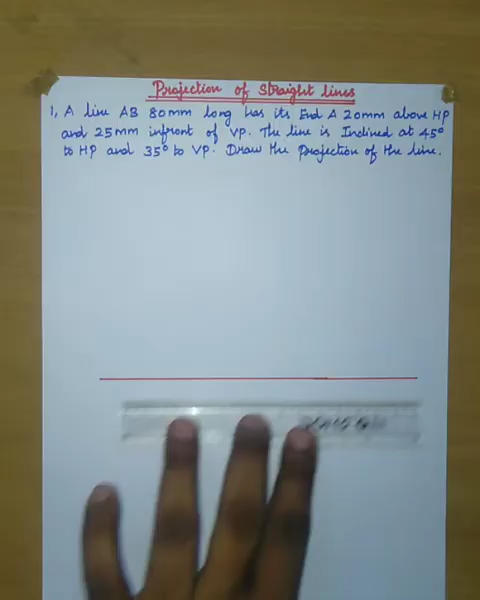 Projection of Straight lines
1, A line AB 80mm long has its End A 20mm above HP
and 25mm infront of VP. The line is Inclined at 45°
to HP and 35° to VP. Draw the Projection of the line.